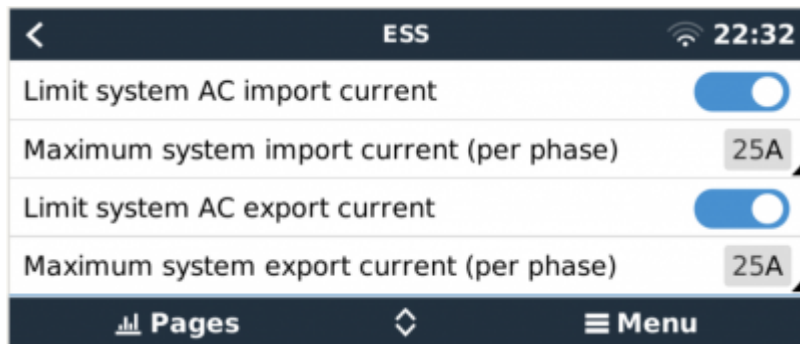 ESS 22:32
Limit system AC import current
Maximum system import current (per phase) 25A
Limit system AC export current
Maximum system export current (per phase) 25A
Pages Menu